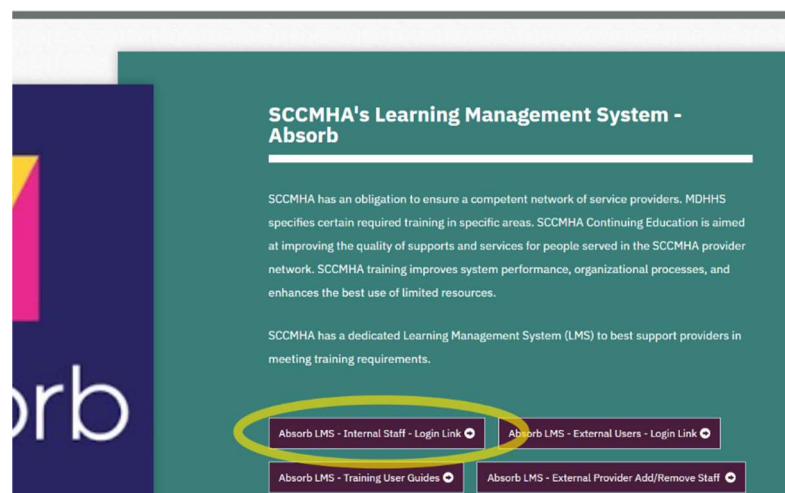 SCCMHA's Learning Management System -
Absorb
SCCMHA has an obligation to ensure a competent network of service providers. MDHHS
specifies certain required training in specific areas. SCCMHA Continuing Education is aimed
at improving the quality of supports and services for people served in the SCCMHA provider
network. SCCMHA training improves system performance, organizational processes, and
enhances the best use of limited resources.
SCCMHA has a dedicated Learning Management System (LMS) to best support providers in
meeting training requirements.
orb
Absorb LMS - Internal Staff - Login Link
Absorb LMS - External Users - Login Link
Absorb LMS - Training User Guides
Absorb LMS - External Provider Add/Remove Staff